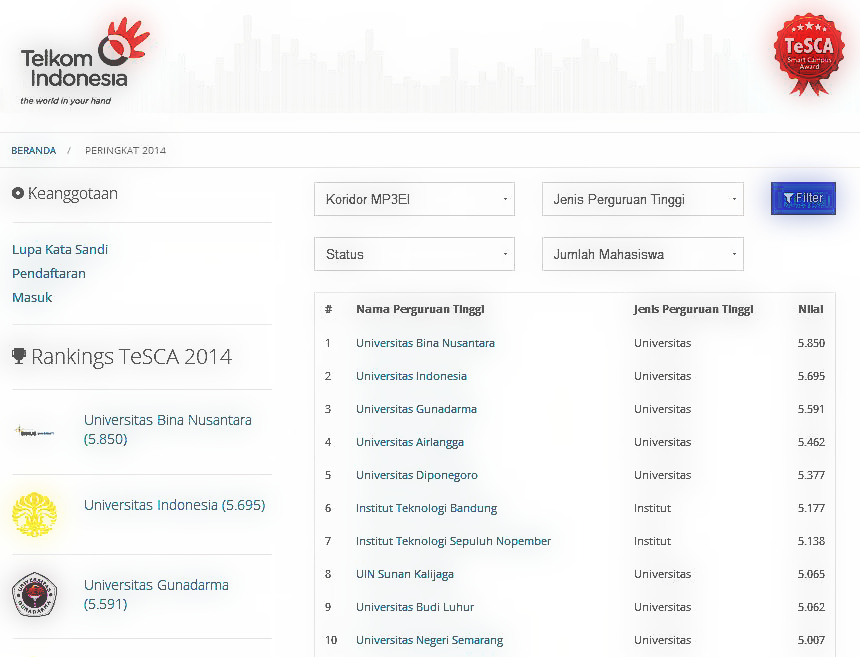 Telkom
Indonesia
the world in your hand
TeSCA
Smart Campus
Award
BERANDA / PERINGKAT 2014
Keanggotaan
Lupa Kata Sandi
Pendaftaran
Masuk
Rankings TeSCA 2014
Universitas Bina Nusantara
(5.850)
Universitas Indonesia (5.695)
UNIVERSITAS
GUNADARMA
Universitas Gunadarma
(5.591)
Koridor MP3EI Jenis Perguruan Tinggi Filter
Status Jumlah Mahasiswa
# Nama Perguruan Tinggi Jenis Perguruan Tinggi Nilai
1 Universitas Bina Nusantara Universitas 5.850
2 Universitas Indonesia Universitas 5.695
3 Universitas Gunadarma Universitas 5.591
4 Universitas Airlangga Universitas 5.462
5 Universitas Diponegoro Universitas 5.377
6 Institut Teknologi Bandung Institut 5.177
7 Institut Teknologi Sepuluh Nopember Institut 5.138
8 UIN Sunan Kalijaga Universitas 5.065
9 Universitas Budi Luhur Universitas 5.062
10 Universitas Negeri Semarang Universitas 5.007